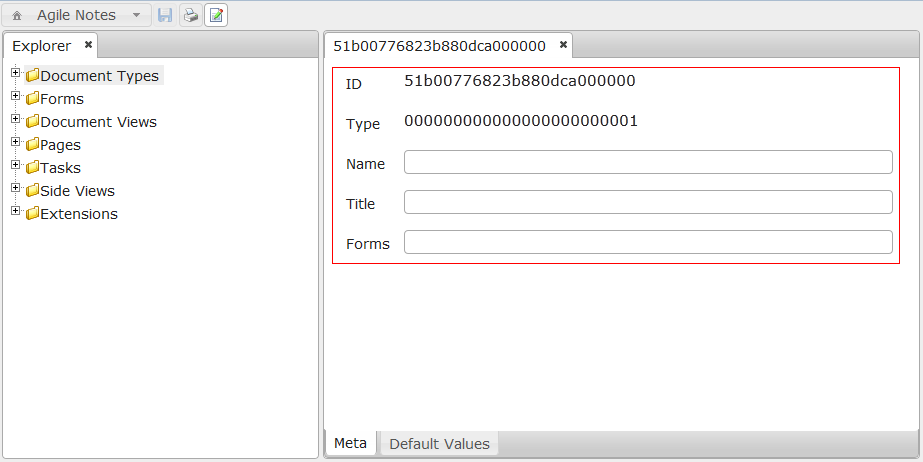 Agile Notes
Explorer
Document Types
Forms
Document Views
Pages
Tasks
Side Views
Extensions
51b00776823b880dca000000
ID 51b00776823b880dca000000
Type 000000000000000000000001
Name
Title
Forms
Meta Default Values